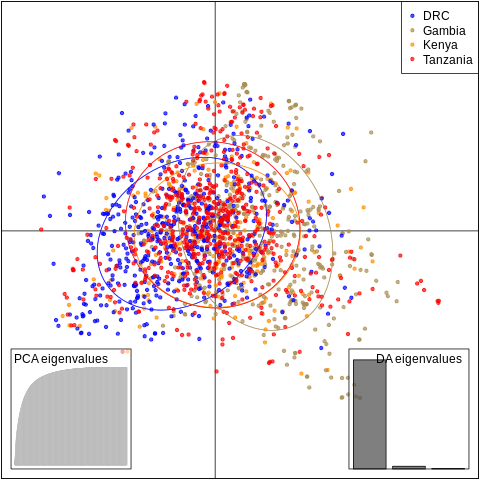 DRC
Gambia
Kenya
Tanzania
PCA eigenvalues
DA eigenvalues